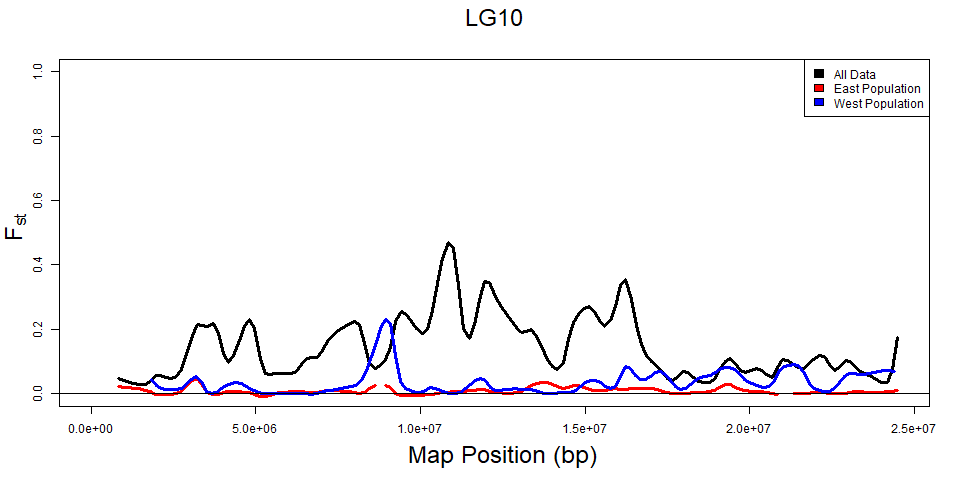 LG10
All Data
East Population
West Population
Fst
1.0
0.8
0.6
0.4
0.2
0.0
0.0e+00 5.0e+06 1.0e+07 1.5e+07 2.0e+07 2.5e+07
Map Position (bp)